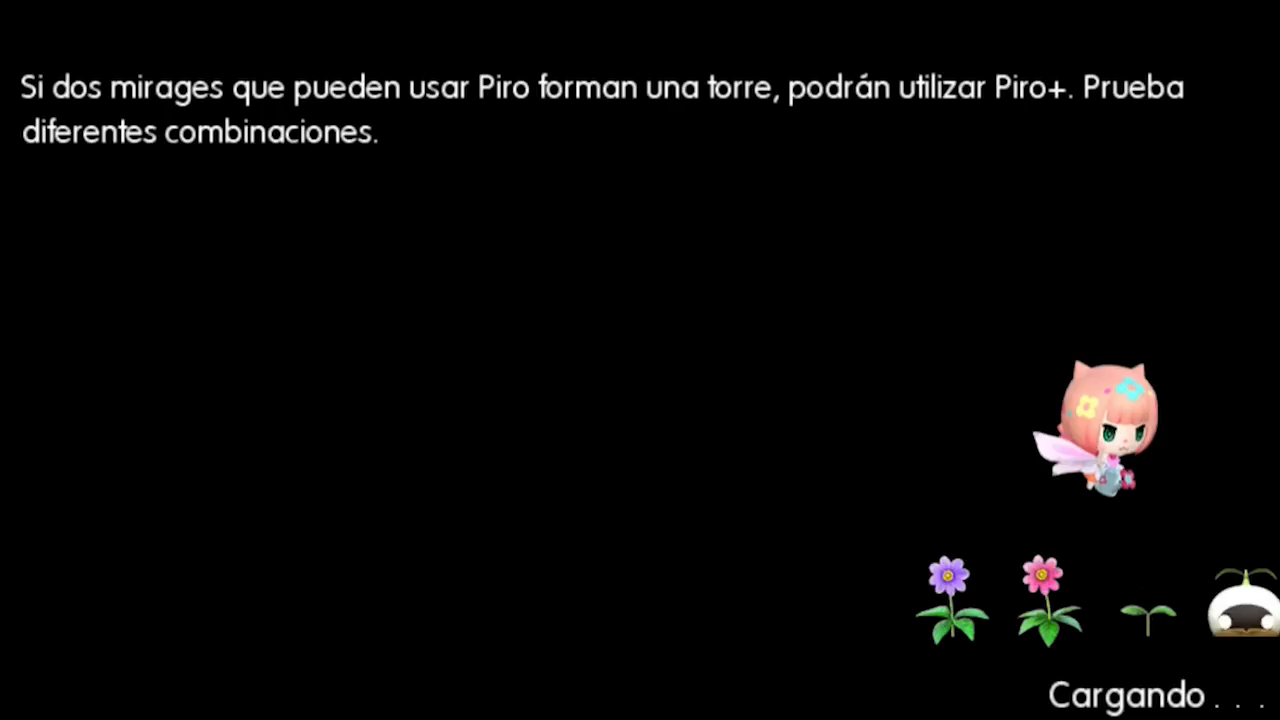 Si dos mirages que pueden usar Piro forman una torre, podrán utilizar Piro+. Prueba
diferentes combinaciones.
Cargando . . .